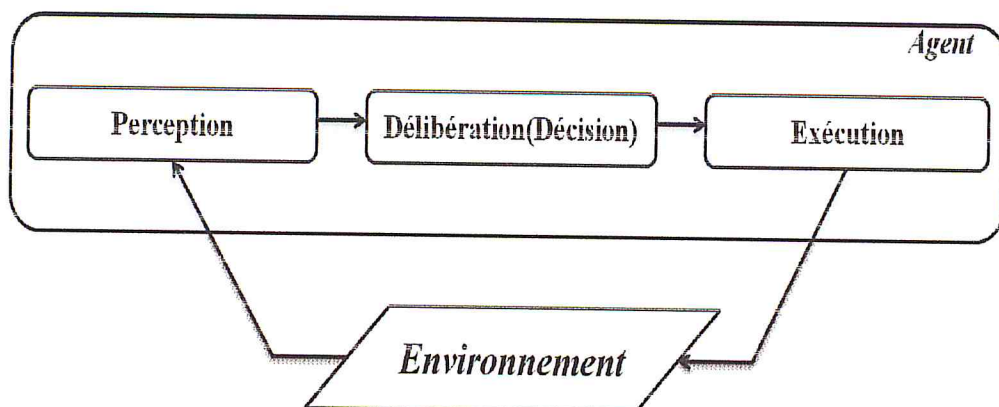 Agent
Perception
Délibération(Décision)
Exécution
Environnement